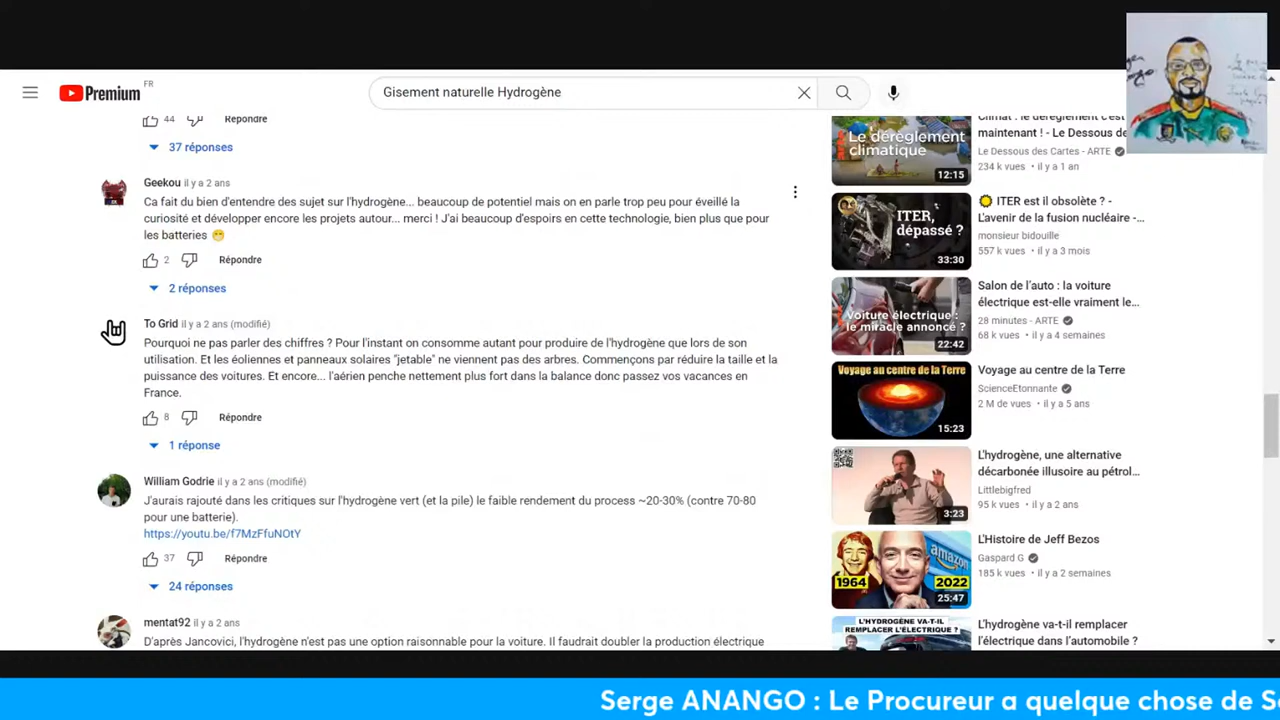 Premium
FR
Gisement naturelle Hydrogène
44
Répondre
37 réponses
Geekou il y a 2 ans
Ca fait du bien d'entendre des sujet sur l'hydrogène... beaucoup de potentiel mais on en parle trop peu pour éveillé la
curiosité et développer encore les projets autour... merci ! J'ai beaucoup d'espoirs en cette technologie, bien plus que pour
les batteries 😁
2
Répondre
2 réponses
To Grid il y a 2 ans (modifié)
Pourquoi ne pas parler des chiffres ? Pour l'instant on consomme autant pour produire de l'hydrogène que lors de son
utilisation. Et les éoliennes et panneaux solaires "jetable" ne viennent pas des arbres. Commençons par réduire la taille et la
puissance des voitures. Et encore... l'aérien penche nettement plus fort dans la balance donc passez vos vacances en
France.
8
Répondre
1 réponse
William Godrie il y a 2 ans (modifié)
J'aurais rajouté dans les critiques sur l'hydrogène vert (et la pile) le faible rendement du process ~20-30% (contre 70-80
pour une batterie).
https://youtu.be/f7MzFfuNOtY
37
Répondre
24 réponses
mentat92 il y a 2 ans
D'après Jancovici, l'hydrogène n'est pas une option raisonnable pour la voiture. Il faudrait doubler la production électrique
Le dérèglement
climatique
12:15
Climat : le dérèglement c'est
maintenant ! - Le Dessous de
Le Dessous des Cartes - ARTE
234 k vues • il y a 1 an
ITER,
dépassé ?
33:30
ITER est il obsolète ? -
L'avenir de la fusion nucléaire -...
monsieur bidouille
557 k vues • il y a 3 mois
Voiture électrique :
le miracle annoncé ?
22:42
Salon de l'auto : la voiture
électrique est-elle vraiment le...
28 minutes - ARTE
68 k vues • il y a 4 semaines
Voyage au centre de la Terre
15:23
Voyage au centre de la Terre
ScienceEtonnante
2 M de vues • il y a 5 ans
3:23
L'hydrogène, une alternative
décarbonée illusoire au pétrol...
Littlebigfred
95 k vues • il y a 2 ans
amazon
1964
2022
25:47
L'Histoire de Jeff Bezos
Gaspard G
185 k vues • il y a 2 semaines
L'HYDROGÈNE VA-T-IL
REMPLACER L'ÉLECTRIQUE ?
L'hydrogène va-t-il remplacer
l'électrique dans l'automobile ?
Serge ANANGO : Le Procureur a quelque chose de